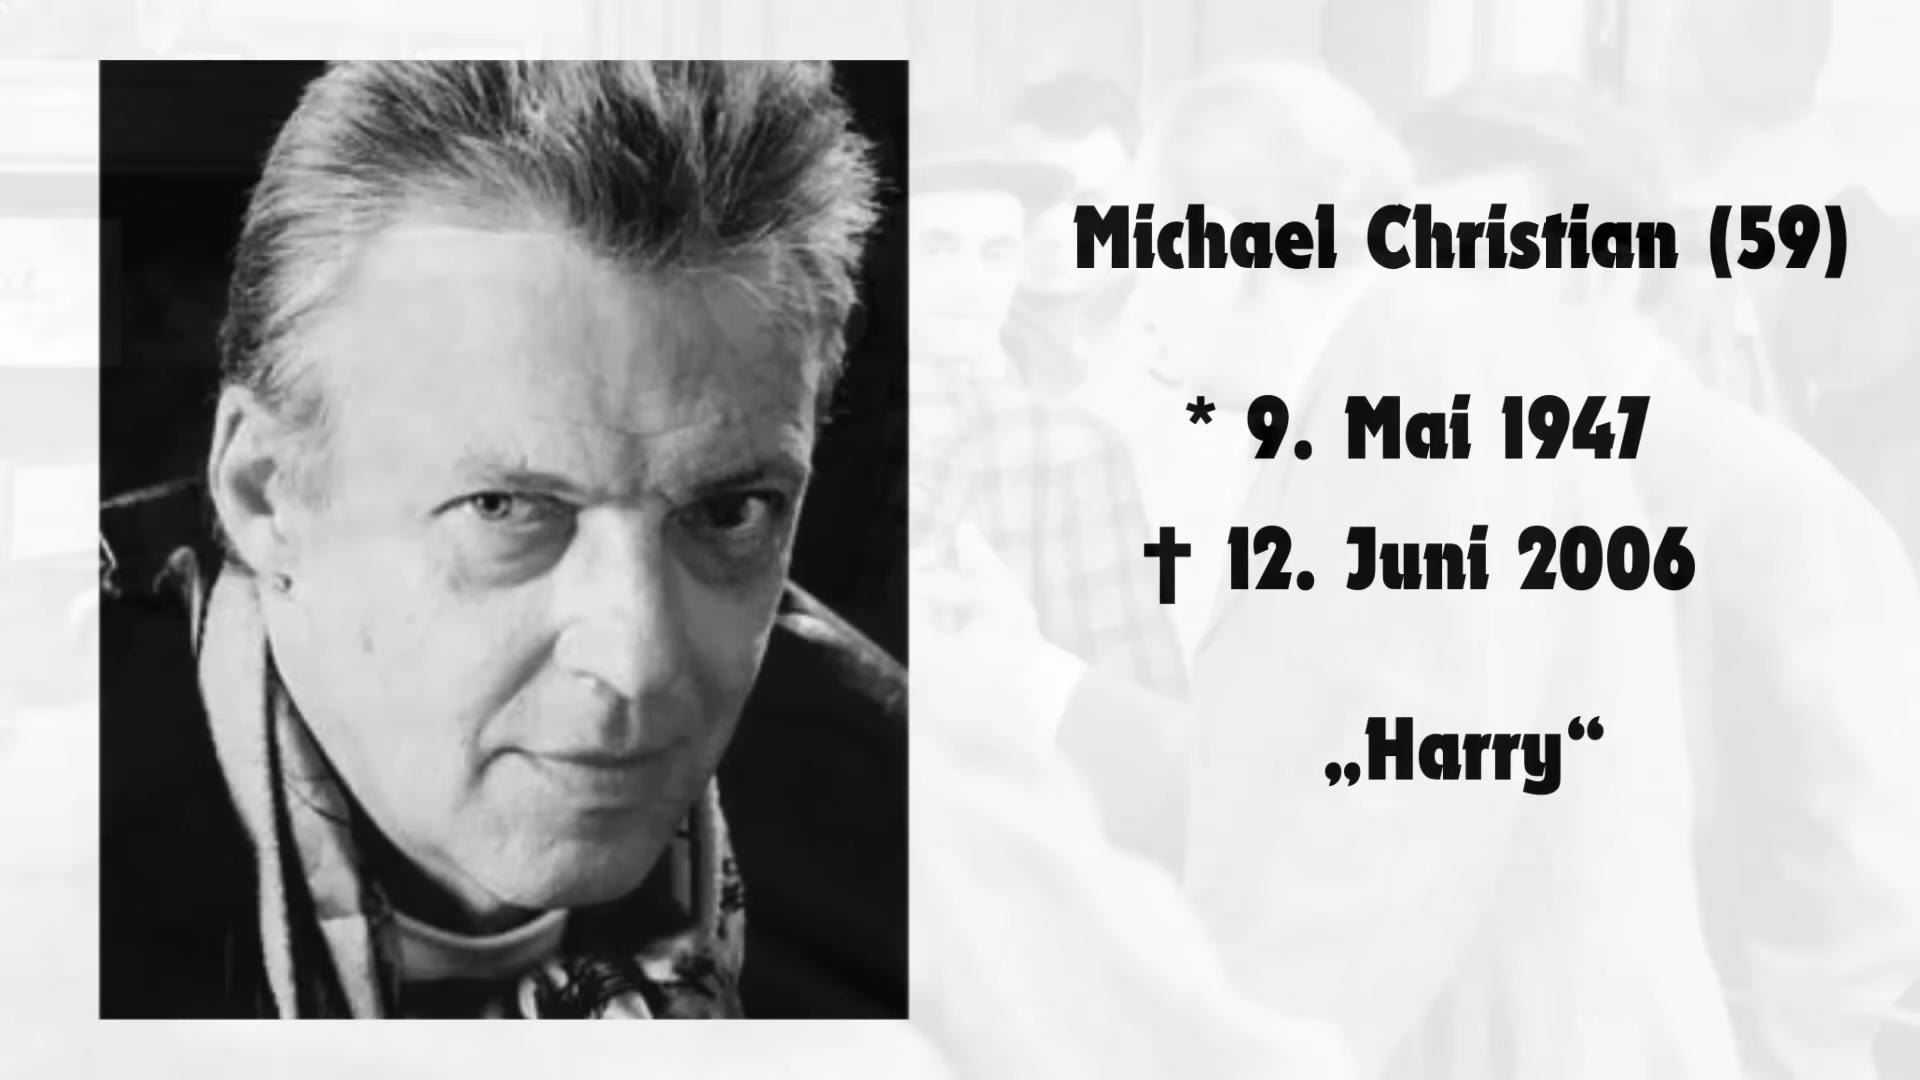 Michael Christian (59)
* 9. Mai 1947
† 12. Juni 2006
„Harry“